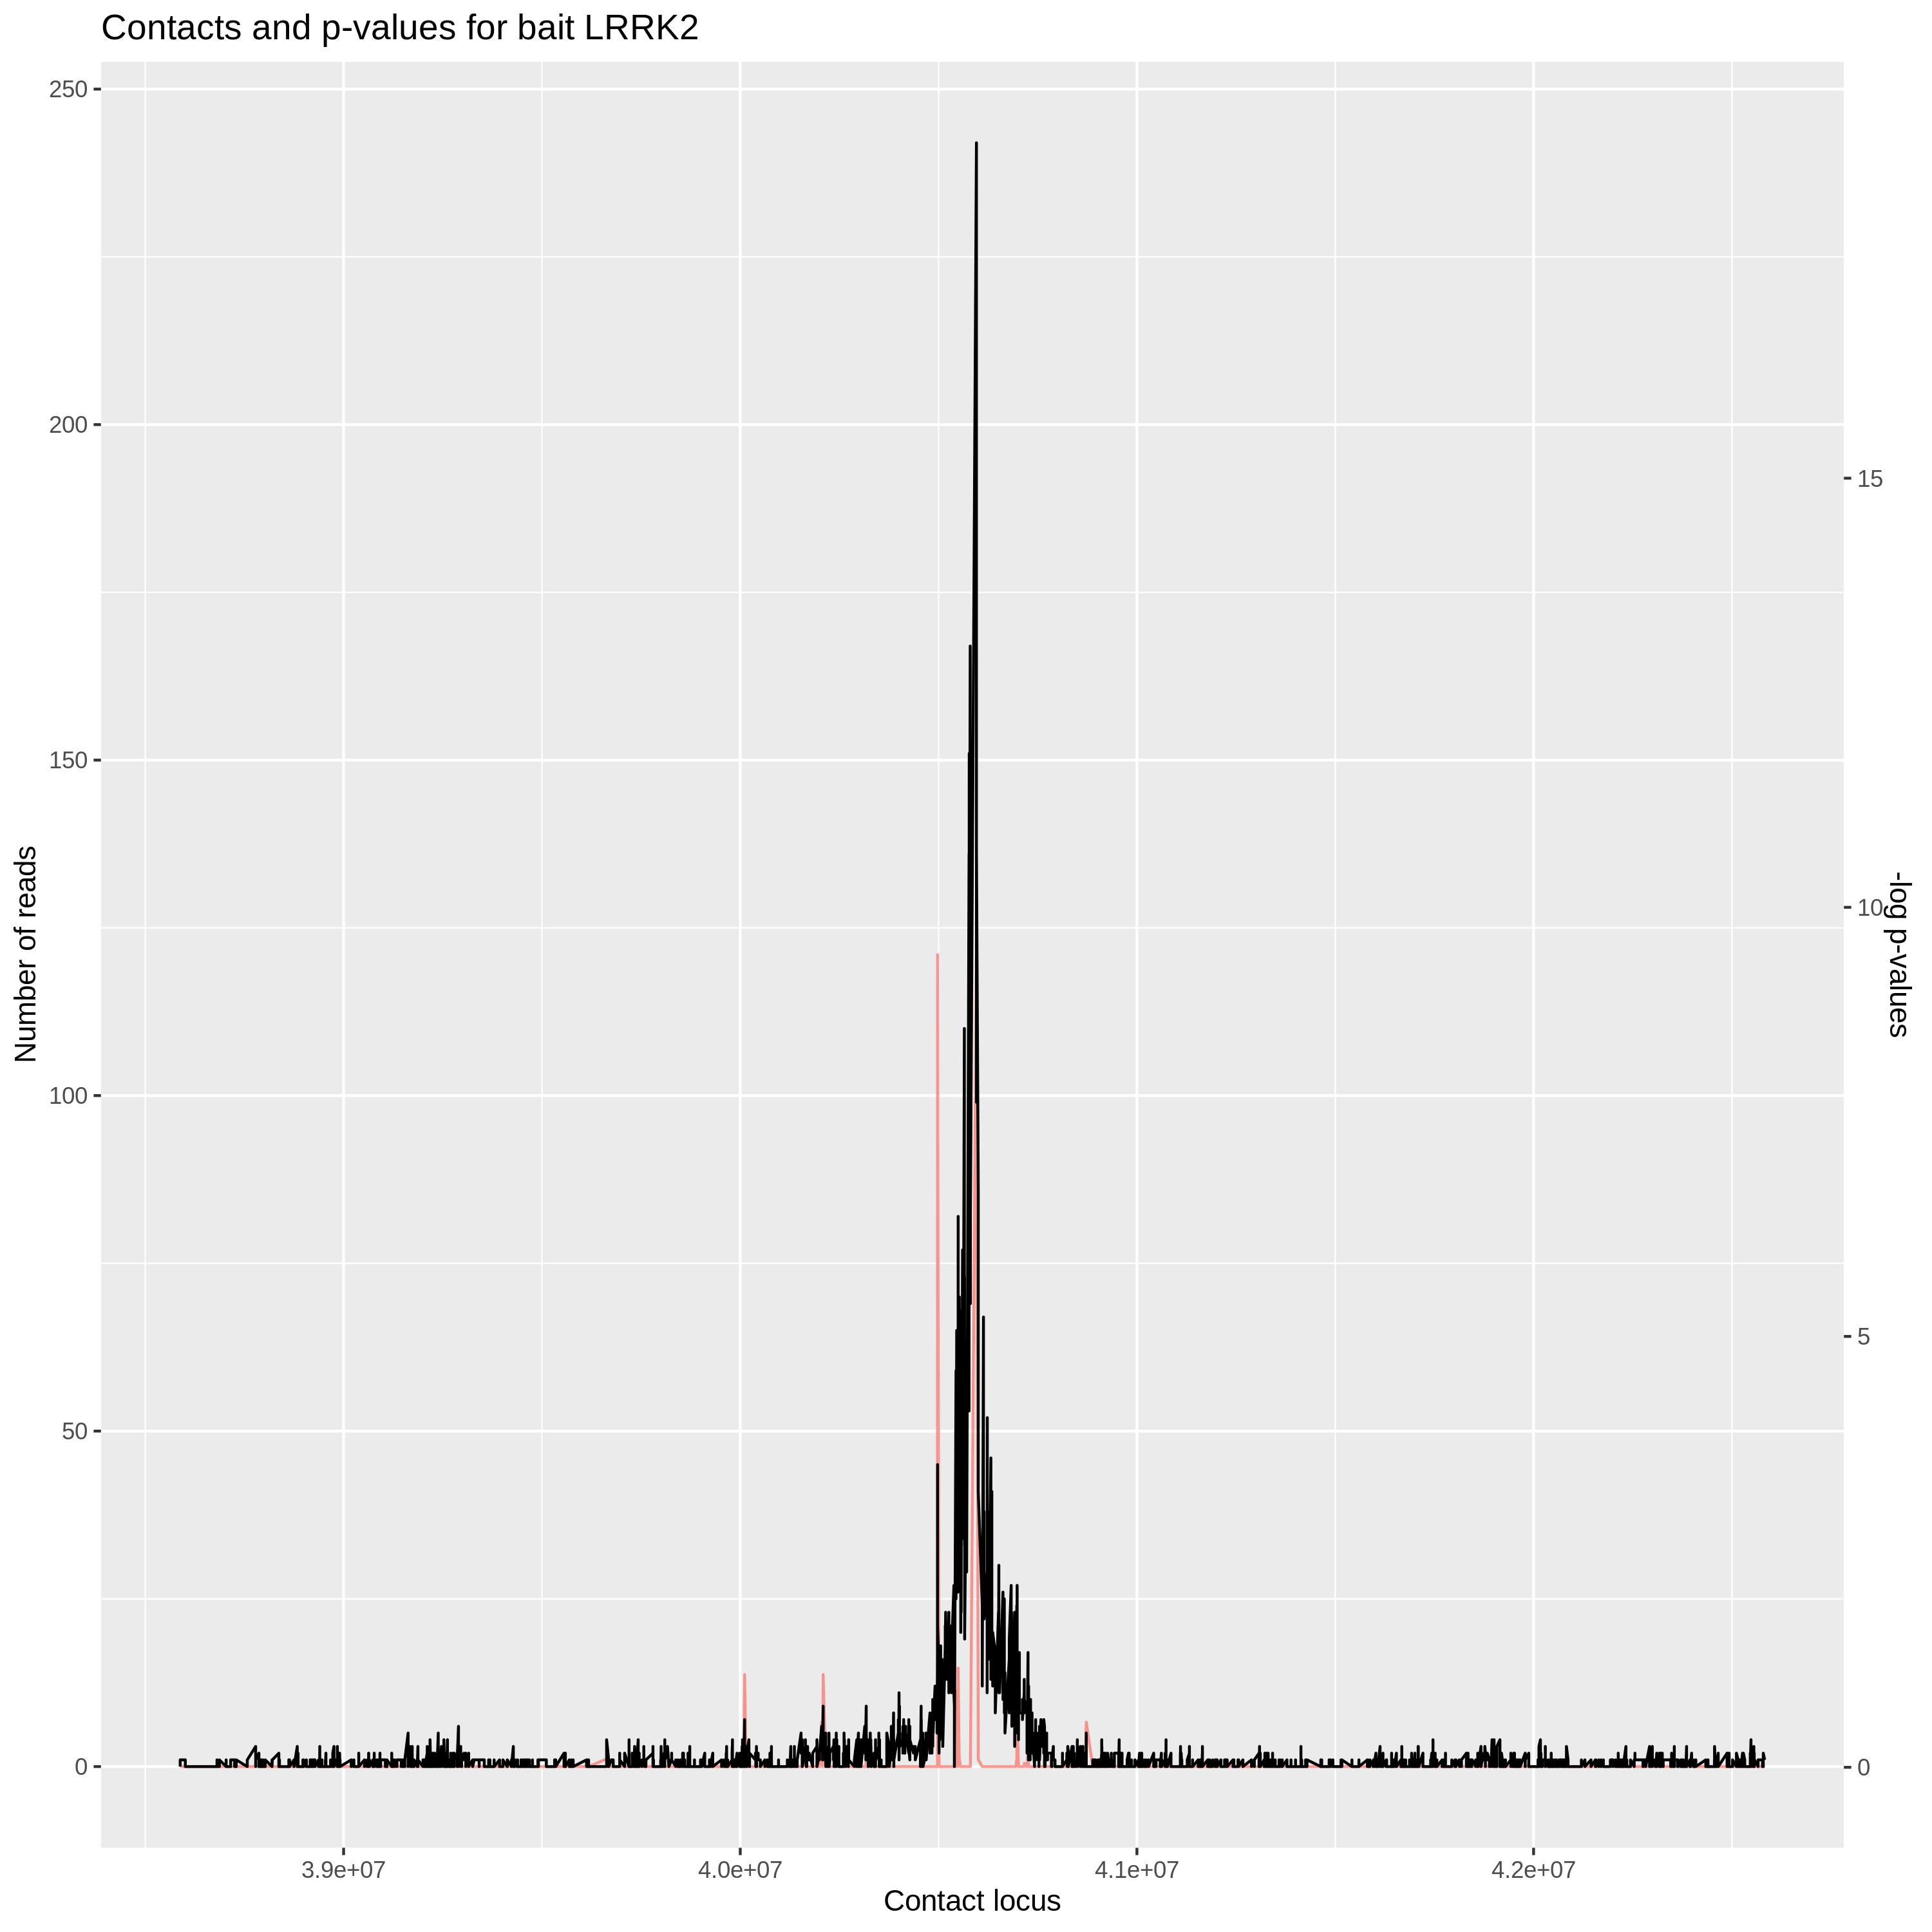 Contacts and p-values for bait LRRK2
250
200
150
100
50
0
Number of reads
15
10
5
0
-log p-values
3.9e+07
4.0e+07
4.1e+07
4.2e+07
Contact locus